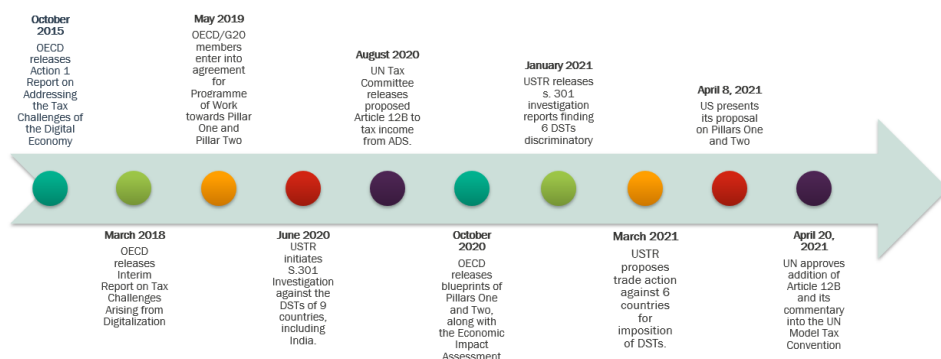 October
2015
OECD
releases
Action 1
Report on
Addressing
the Tax
Challenges of
the Digital
Economy
March 2018
OECD
releases
Interim
Report on Tax
Challenges
Arising from
Digitalization
May 2019
OECD/G20
members
enter into
agreement
for
Programme
of Work
towards Pillar
One and
Pillar Two
June 2020
USTR
initiates
S.301
Investigation
against the
DSTs of 9
countries,
including
India.
August 2020
UN Tax
Committee
releases
proposed
Article 12B to
tax income
from ADS.
October
2020
OECD
releases
blueprints of
Pillars One
and Two,
along with
the Economic
Impact
Assessment
January 2021
USTR releases
s. 301
investigation
reports finding
6 DSTs
discriminatory
March 2021
USTR
proposes
trade action
against 6
countries
for
imposition
of DSTs.
April 8, 2021
US presents
its proposal
on Pillars One
and Two
April 20,
2021
UN approves
addition of
Article 12B
and its
commentary
into the UN
Model Tax
Convention